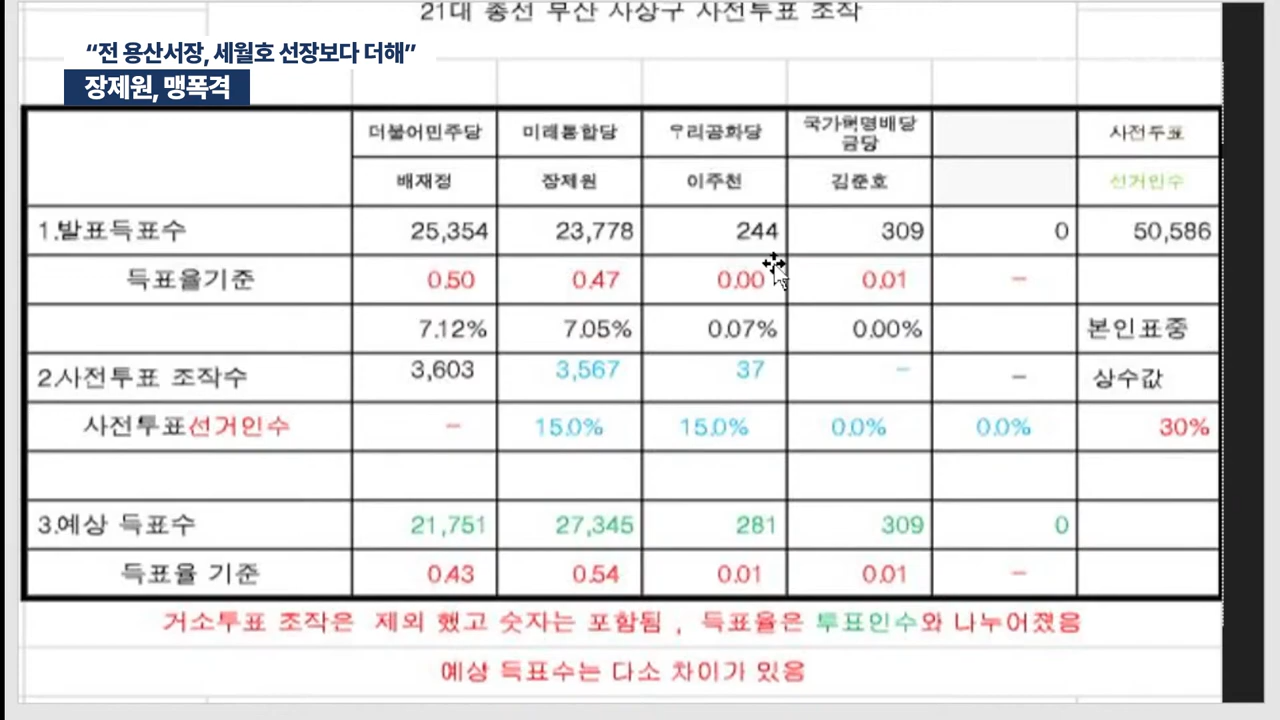 21대 총선 부산 사상구 사전투표 조작
“전 용산서장, 세월호 선장보다 더해”
장제원, 맹폭격
더불어민주당 미래통합당 우리공화당 국가혁명배당금당 사전투표
배재정 장제원 이주천 김준호 선거인수
1.발표득표수 25,354 23,778 244 309 0 50,586
득표율기준 0.50 0.47 0.00 0.01 –
7.12% 7.05% 0.07% 0.00% 본인표중
2.사전투표 조작수 3,603 3,567 37 – – 상수값
사전투표선거인수 – 15.0% 15.0% 0.0% 0.0% 30%
3.예상 득표수 21,751 27,345 281 309 0
득표율 기준 0.43 0.54 0.01 0.01 –
거소투표 조작은 제외 했고 숫자는 포함됨 , 득표율은 투표인수와 나누어졌음
예상 득표수는 다소 차이가 있음